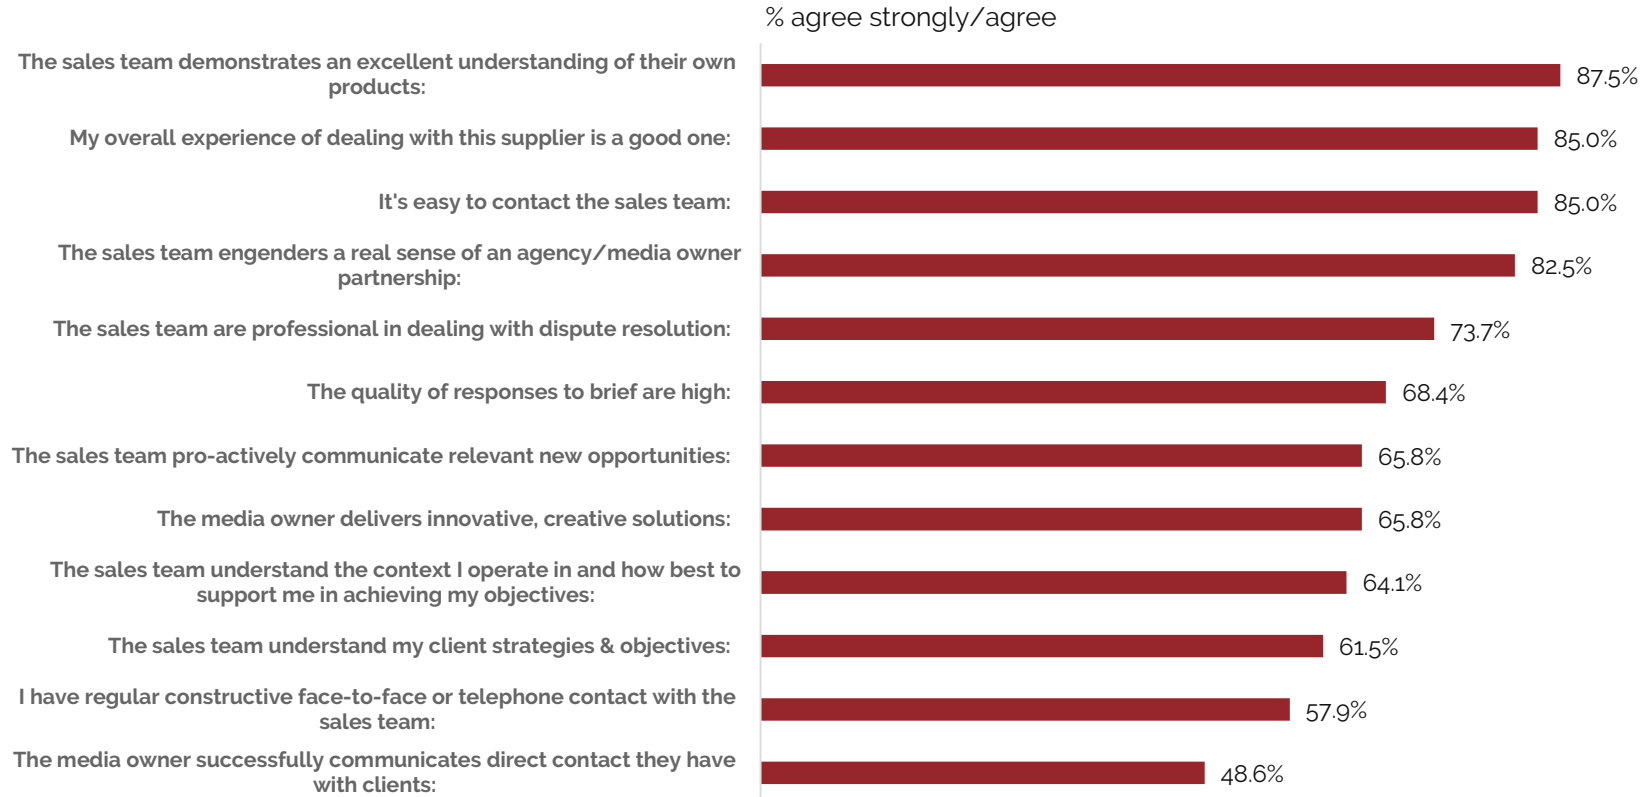 % agree strongly/agree
The sales team demonstrates an excellent understanding of their own
products:
87.5%
My overall experience of dealing with this supplier is a good one:
85.0%
It's easy to contact the sales team:
85.0%
The sales team engenders a real sense of an agency/media owner
partnership:
82.5%
The sales team are professional in dealing with dispute resolution:
73.7%
The quality of responses to brief are high:
68.4%
The sales team pro-actively communicate relevant new opportunities:
65.8%
The media owner delivers innovative, creative solutions:
65.8%
The sales team understand the context I operate in and how best to
support me in achieving my objectives:
64.1%
The sales team understand my client strategies & objectives:
61.5%
I have regular constructive face-to-face or telephone contact with the
sales team:
57.9%
The media owner successfully communicates direct contact they have
with clients:
48.6%